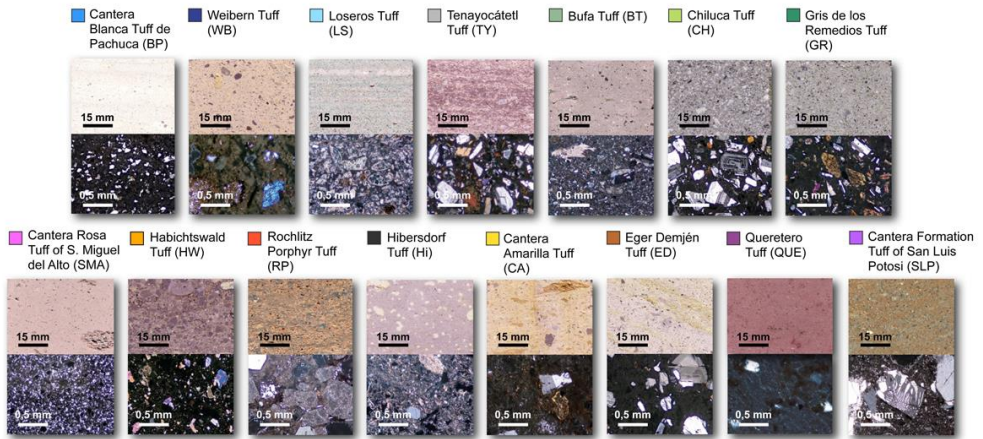 Cantera
Blanca Tuff de
Pachuca (BP)
Weibern Tuff
(WB)
Loseros Tuff
(LS)
Tenayocátetl
Tuff (TY)
Bufa Tuff (BT)
Chiluca Tuff
(CH)
Gris de los
Remedios Tuff
(GR)
15 mm
15 mm
15 mm
15 mm
15 mm
15 mm
15 mm
0,5 mm
0,5 mm
0,5 mm
0,5 mm
0,5 mm
0,5 mm
0,5 mm
Cantera Rosa
Tuff of S. Miguel
del Alto (SMA)
Habichtswald
Tuff (HW)
Rochlitz
Porphyr Tuff
(RP)
Hibersdorf
Tuff (Hi)
Cantera
Amarilla Tuff
(CA)
Eger Demjén
Tuff (ED)
Queretero
Tuff (QUE)
Cantera Formation
Tuff of San Luis
Potosi (SLP)
15 mm
15 mm
15 mm
15 mm
15 mm
15 mm
15 mm
15 mm
0,5 mm
0,5 mm
0,5 mm
0,5 mm
0,5 mm
0,5 mm
0,5 mm
0,5 mm